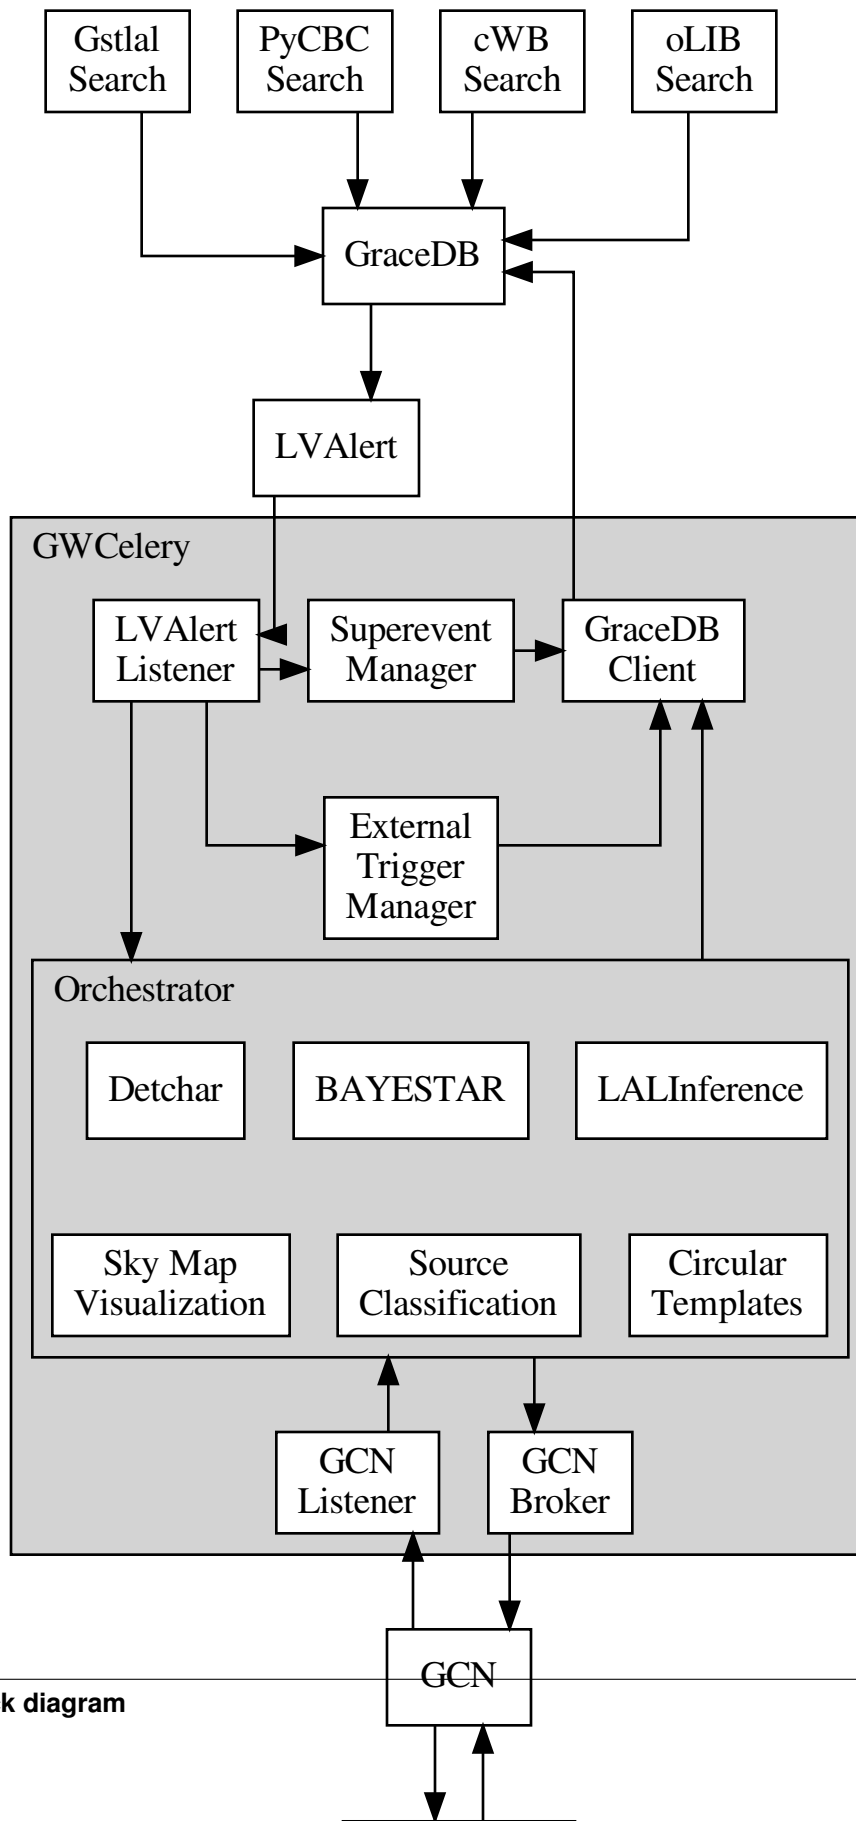 Gstlal
Search
PyCBC
Search
cWB
Search
oLIB
Search
GraceDB
LVAlert
GWCelery
LVAlert
Listener
Superevent
Manager
GraceDB
Client
External
Trigger
Manager
Orchestrator
Detchar
BAYESTAR
LALInference
Sky Map
Visualization
Source
Classification
Circular
Templates
GCN
Listener
GCN
Broker
GCN
diagram